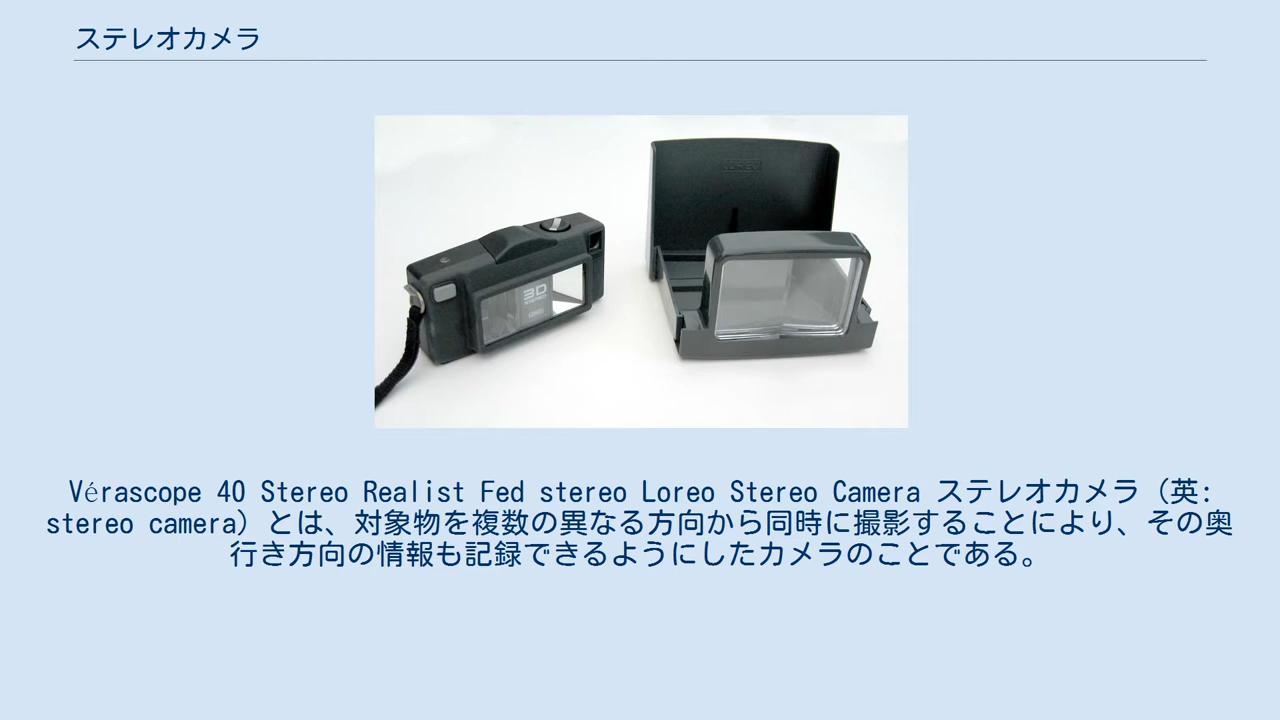 ステレオカメラ
3D
STEREO
Vérascope 40 Stereo Realist Fed stereo Loreo Stereo Camera ステレオカメラ（英:
stereo camera）とは、対象物を複数の異なる方向から同時に撮影することにより、その奥
行き方向の情報も記録できるようにしたカメラのことである。